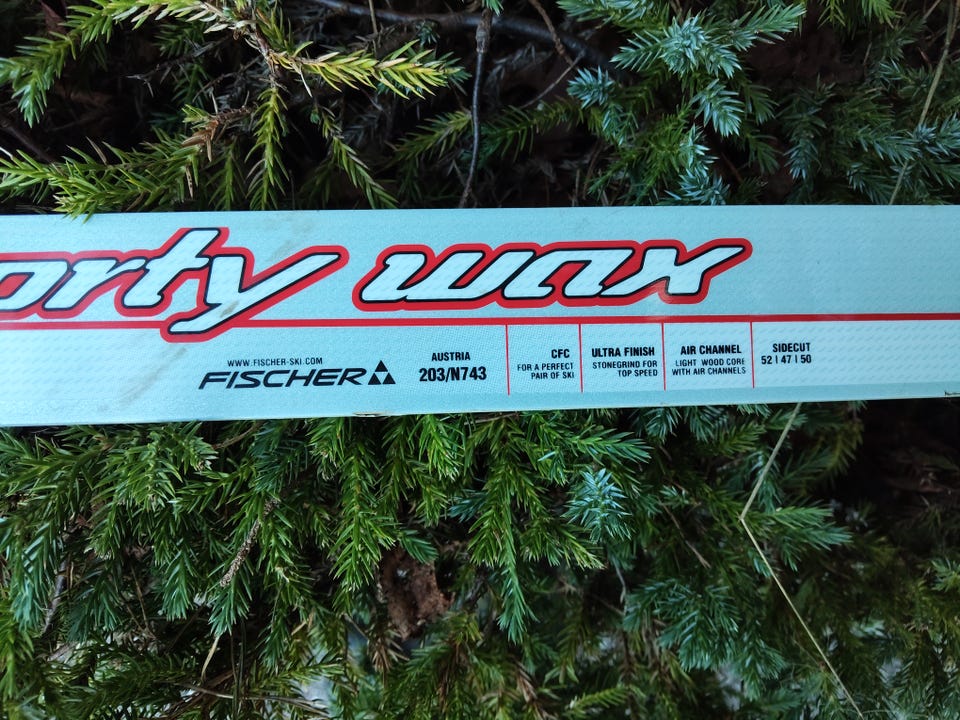 orty wax
WWW.FISCHER-SKI.COM
FISCHER
AUSTRIA
203/N743
CFC
FOR A PERFECT
PAIR OF SKI
ULTRA FINISH
STONEGRIND FOR
TOP SPEED
AIR CHANNEL
LIGHT WOOD CORE
WITH AIR CHANNELS
SIDECUT
52 | 47 | 50